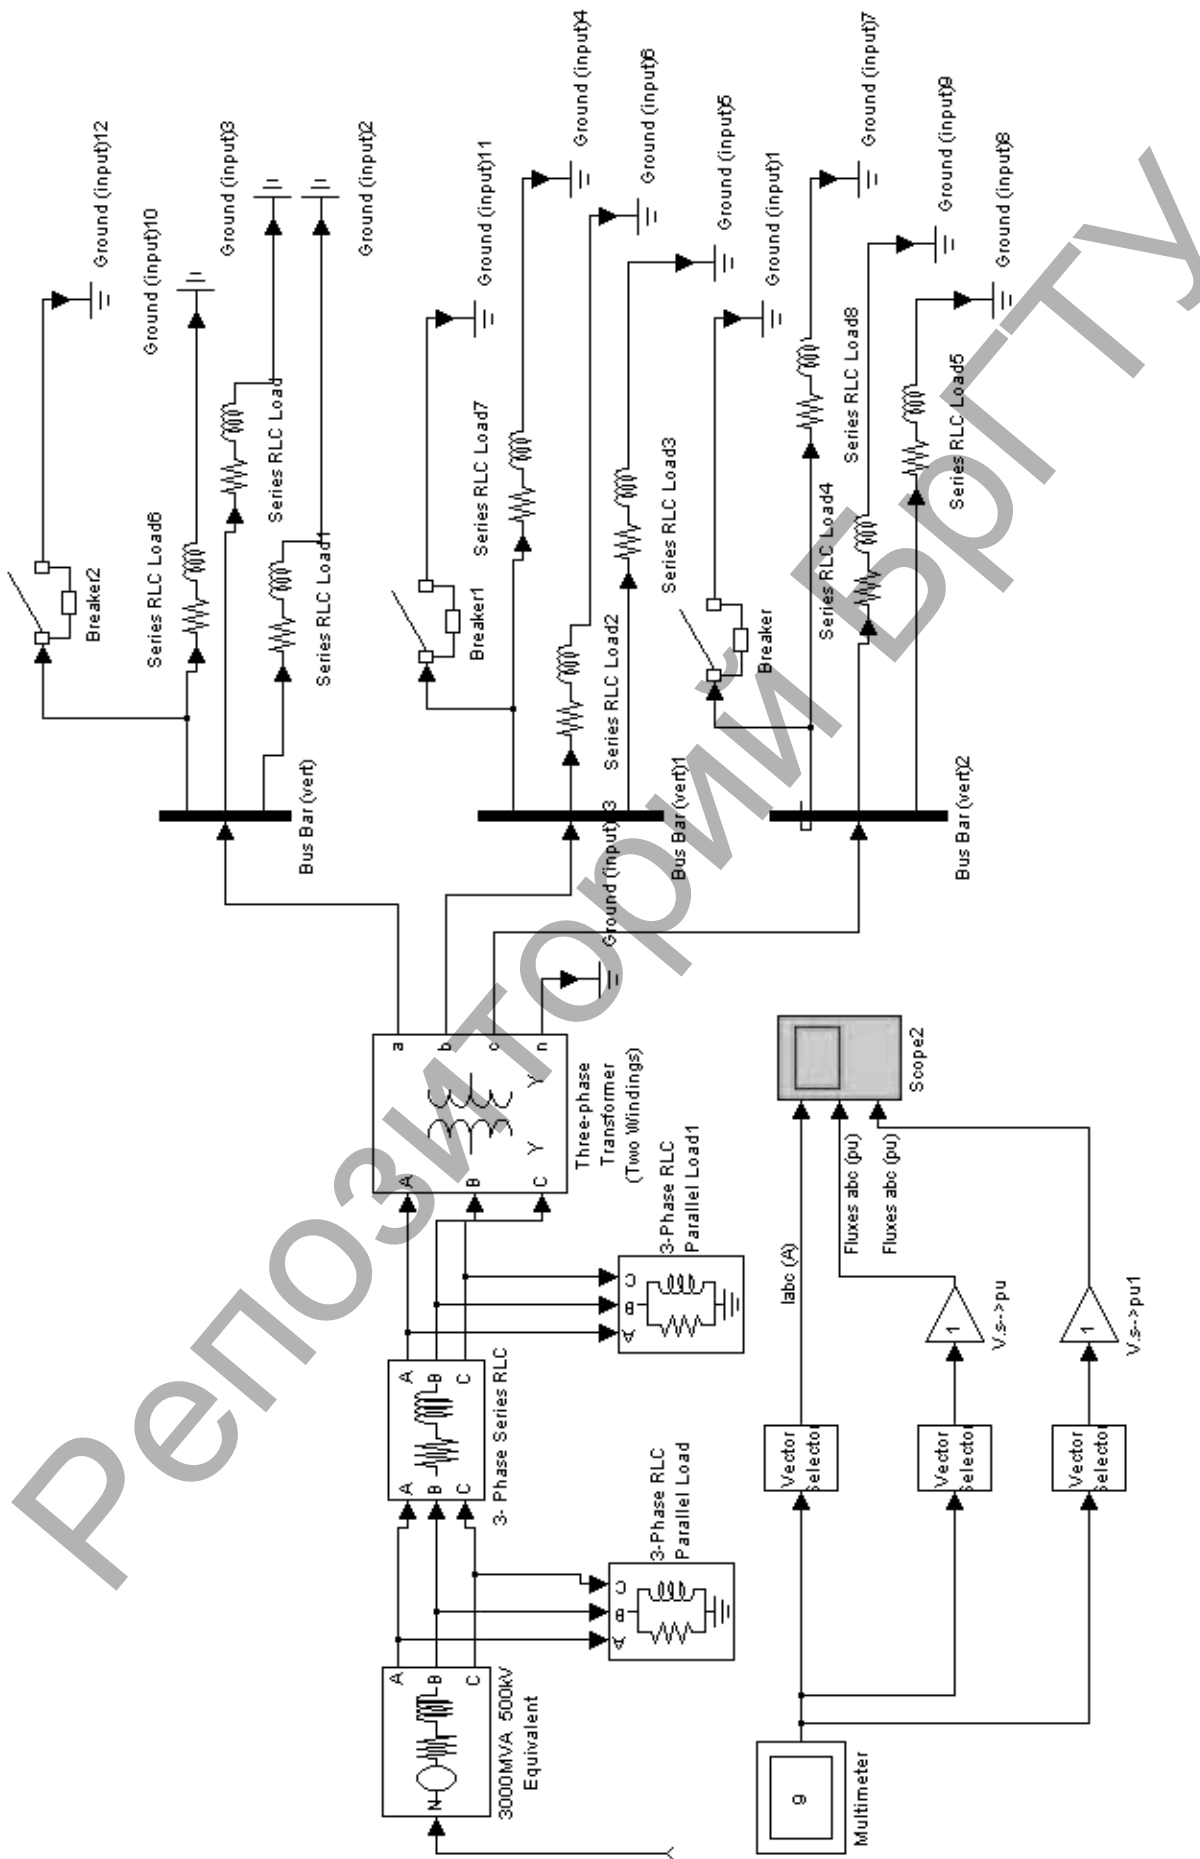 Ground (input)12
Breaker2
Ground (input)10
Series RLC Load6
Ground (input)3
Series RLC Load
Ground (input)2
Series RLC Load1
Bus Bar (vert)
Ground (input)11
Breaker1
Ground (input)4
Series RLC Load7
Ground (input)6
Series RLC Load2
Ground (input)5
Series RLC Load3
Bus Bar (vert)1
Ground (input)1
Breaker
Ground (input)7
Series RLC Load8
Series RLC Load4
Ground (input)9
Ground (input)8
Series RLC Load5
Bus Bar (vert)2
N
A
B
C
3000MVA 500kV
Equivalent
A
B
C
3-Phase RLC
Parallel Load
A
B
C
A
B
C
3- Phase Series RLC
A
B
C
3-Phase RLC
Parallel Load1
A
B
C
Y
Y
a
b
c
n
Three-phase
Transformer
(Two Windings)
9
Multimeter
Vector
Selector
Vector
Selector
Vector
Selector
1
V.s-->pu
1
V.s-->pu1
Iabc (A)
Fluxes abc (pu)
Fluxes abc (pu)
Scope2
Репозиторий БрГТУ